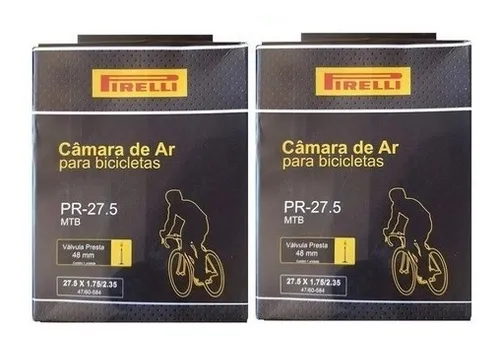 PIRELLI
Câmara de Ar
para bicicletas
PR-27.5
MTB
Válvula Presta
48 mm
27.5 X 1.75/2.35
47/60-584
PIRELLI
Câmara de Ar
para bicicletas
PR-27.5
MTB
Válvula Presta
48 mm
27.5 X 1.75/2.35
47/60-584